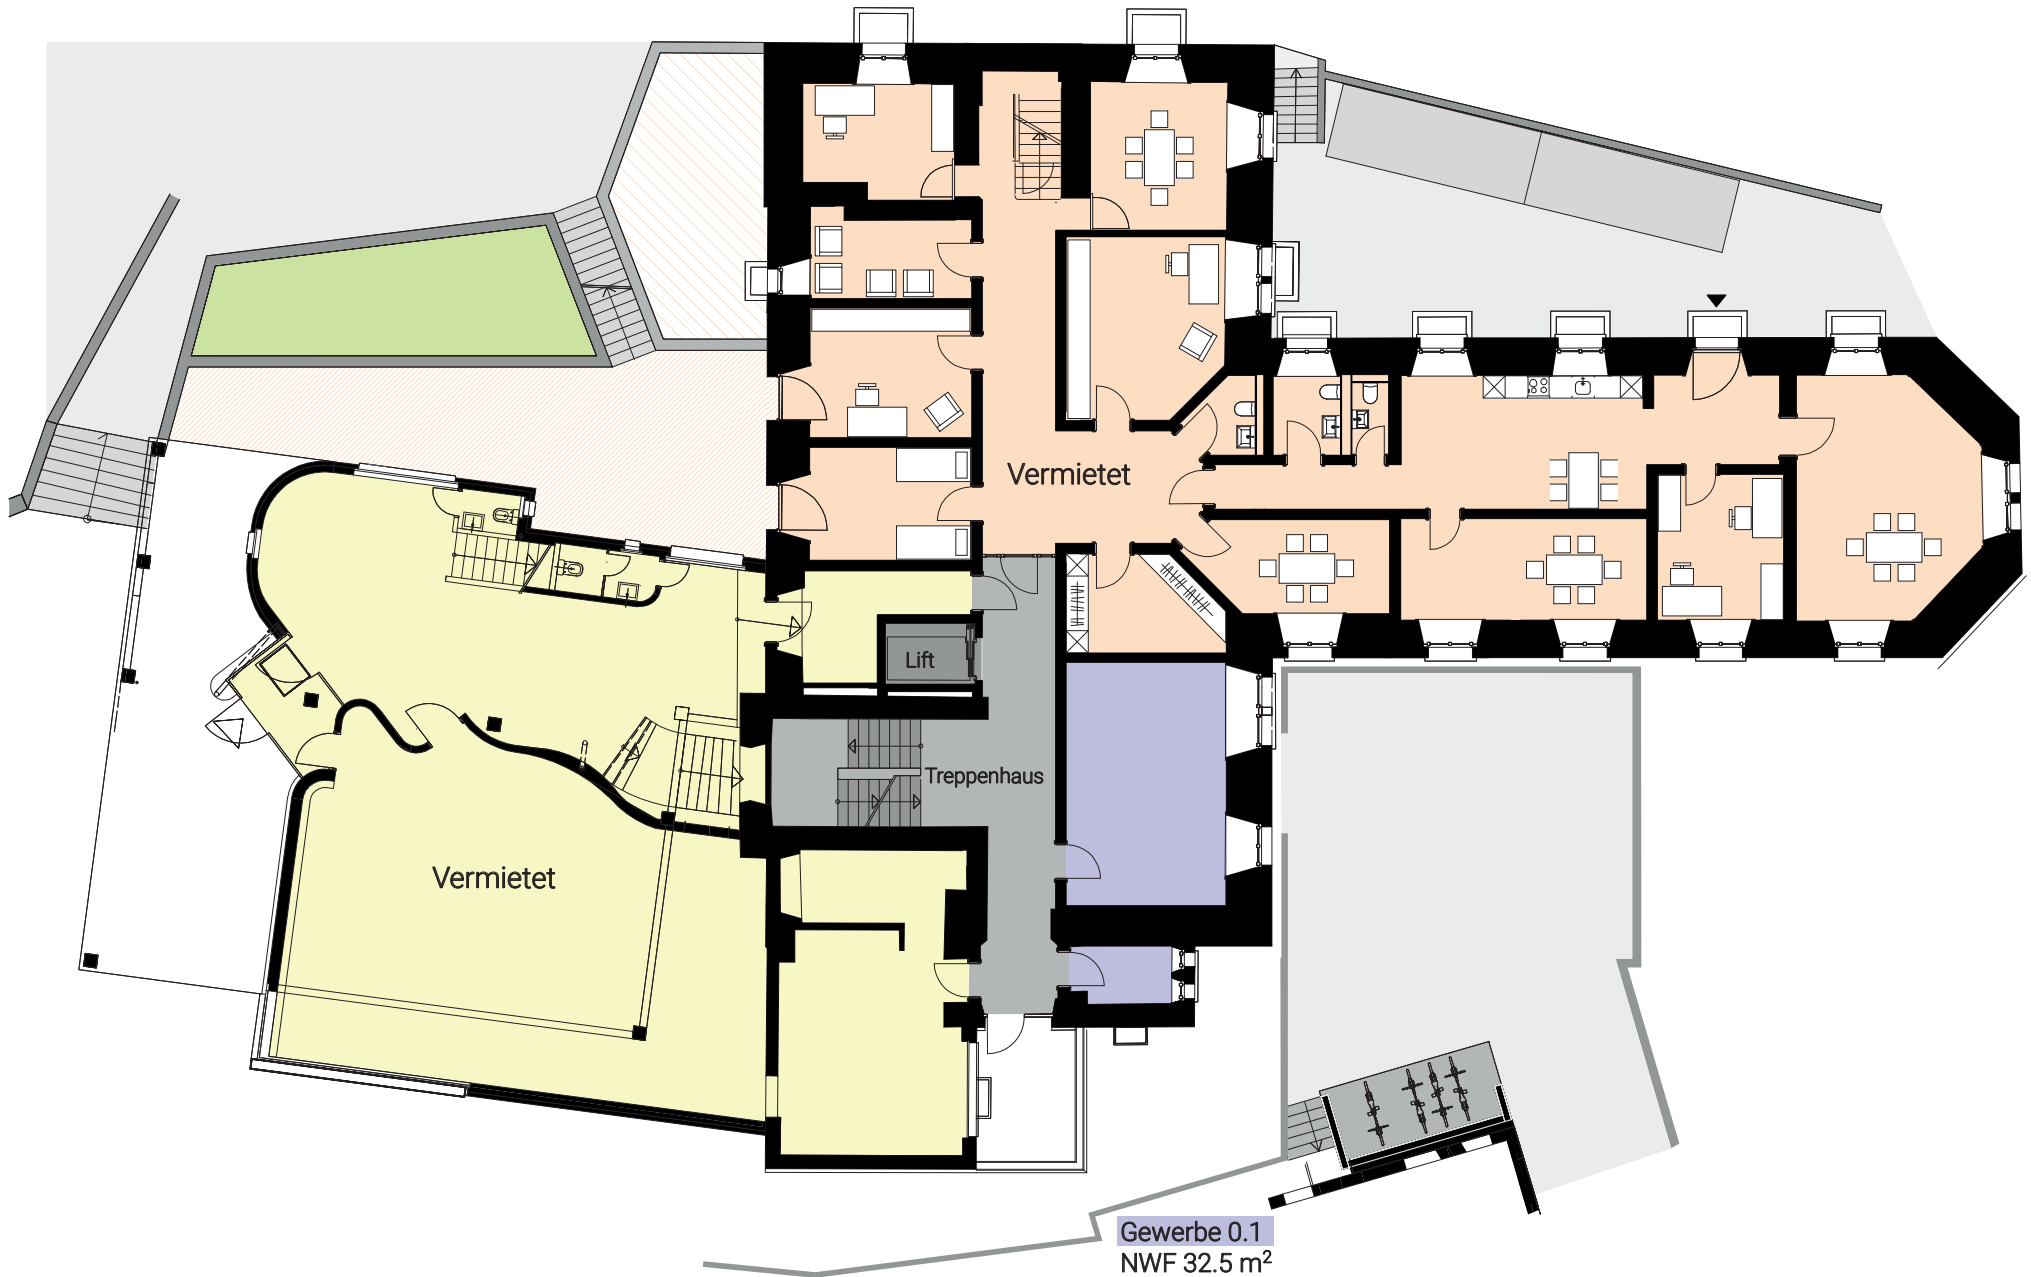 Vermietet
Lift
Treppenhaus
Vermietet
Gewerbe 0.1
NWF 32.5 m²